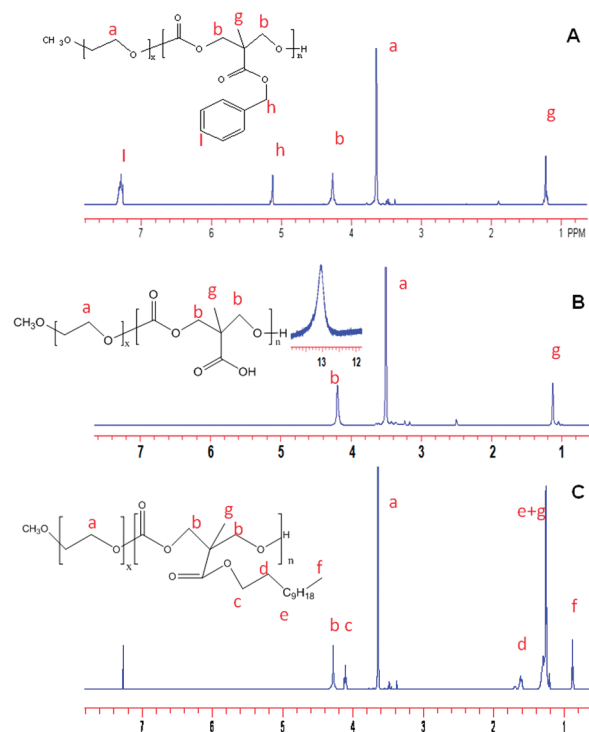 a
b
g
b
A
CH₃O
O
x
O
O
O
H
n
O
O
h
l
a
g
l
h
b
7
6
5
4
3
2
1
PPM
B
a
O
g
b
b
CH₃O
O
x
O
O
H
n
O
OH
13
12
a
b
g
7
6
5
4
3
2
1
C
a
O
b
g
b
CH₃O
O
x
O
O
H
n
O
O
d
f
C₉H₁₈
c
e
a
e+g
b c
d
f
7
6
5
4
3
2
1